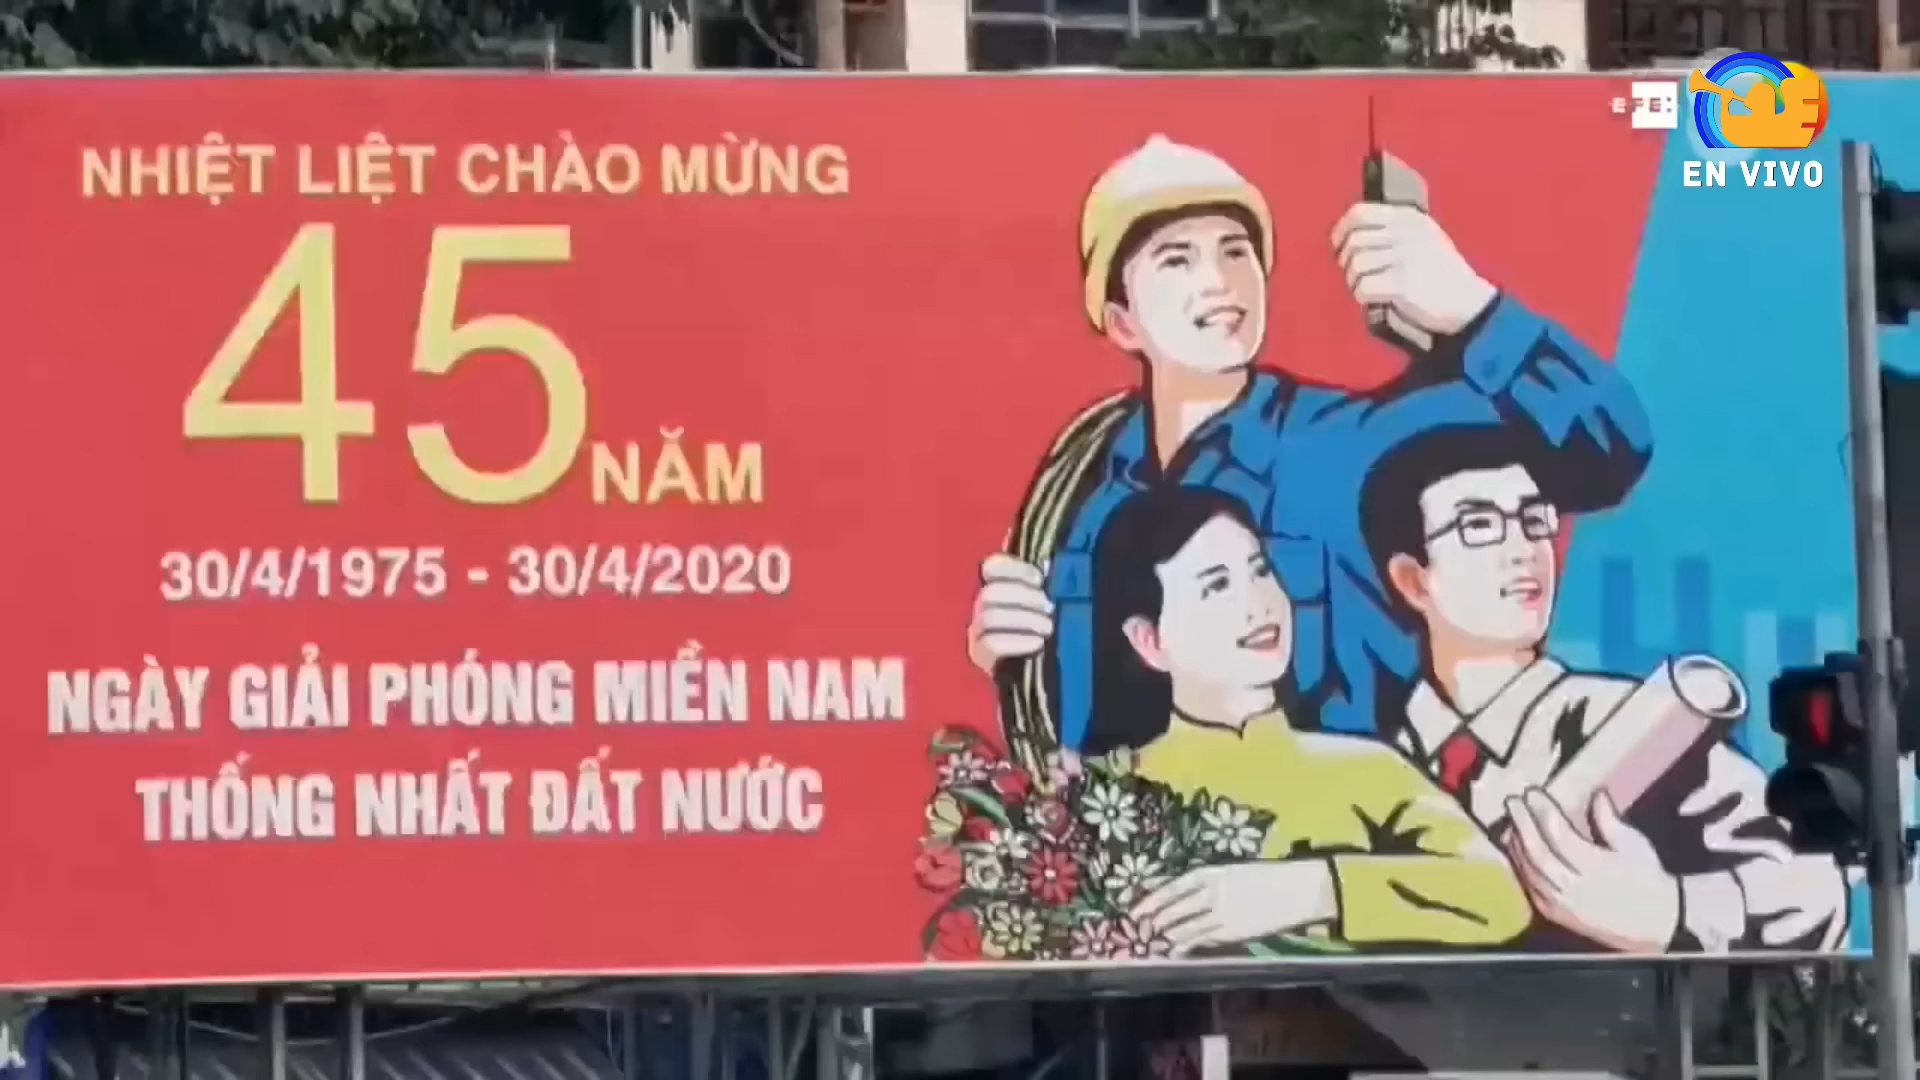 NHIỆT LIỆT CHÀO MỪNG
45 NĂM
30/4/1975 - 30/4/2020
NGÀY GIẢI PHÓNG MIỀN NAM
THỐNG NHẤT ĐẤT NƯỚC
EFE:
EN VIVO